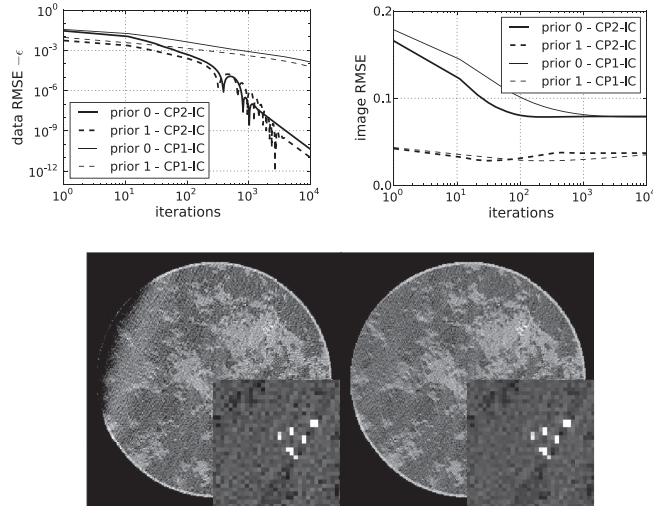 10^0
10^-3
10^-6
10^-9
10^-12
data RMSE -ϵ
prior 0 - CP2-IC
prior 1 - CP2-IC
prior 0 - CP1-IC
prior 1 - CP1-IC
10^0 10^1 10^2 10^3 10^4
iterations
0.2
0.1
0.0
image RMSE
prior 0 - CP2-IC
prior 1 - CP2-IC
prior 0 - CP1-IC
prior 1 - CP1-IC
10^0 10^1 10^2 10^3 10^4
iterations